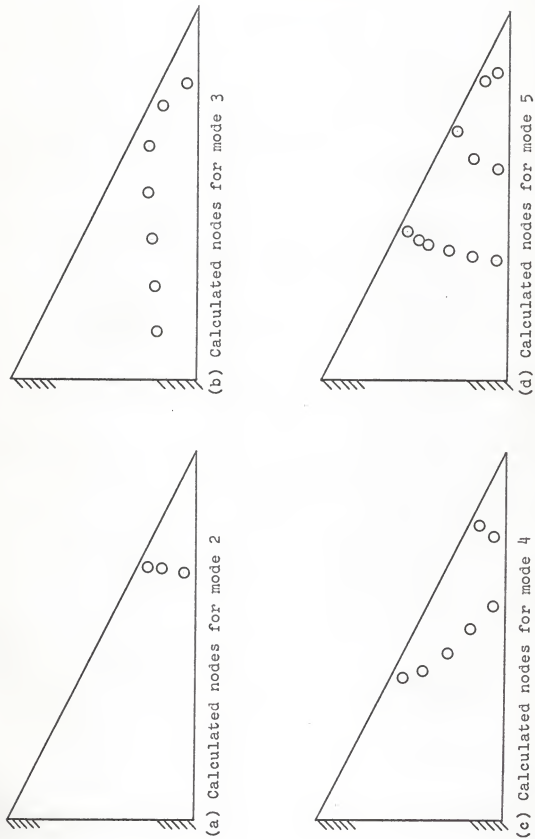 (a) Calculated nodes for mode 2
(b) Calculated nodes for mode 3
(c) Calculated nodes for mode 4
(d) Calculated nodes for mode 5